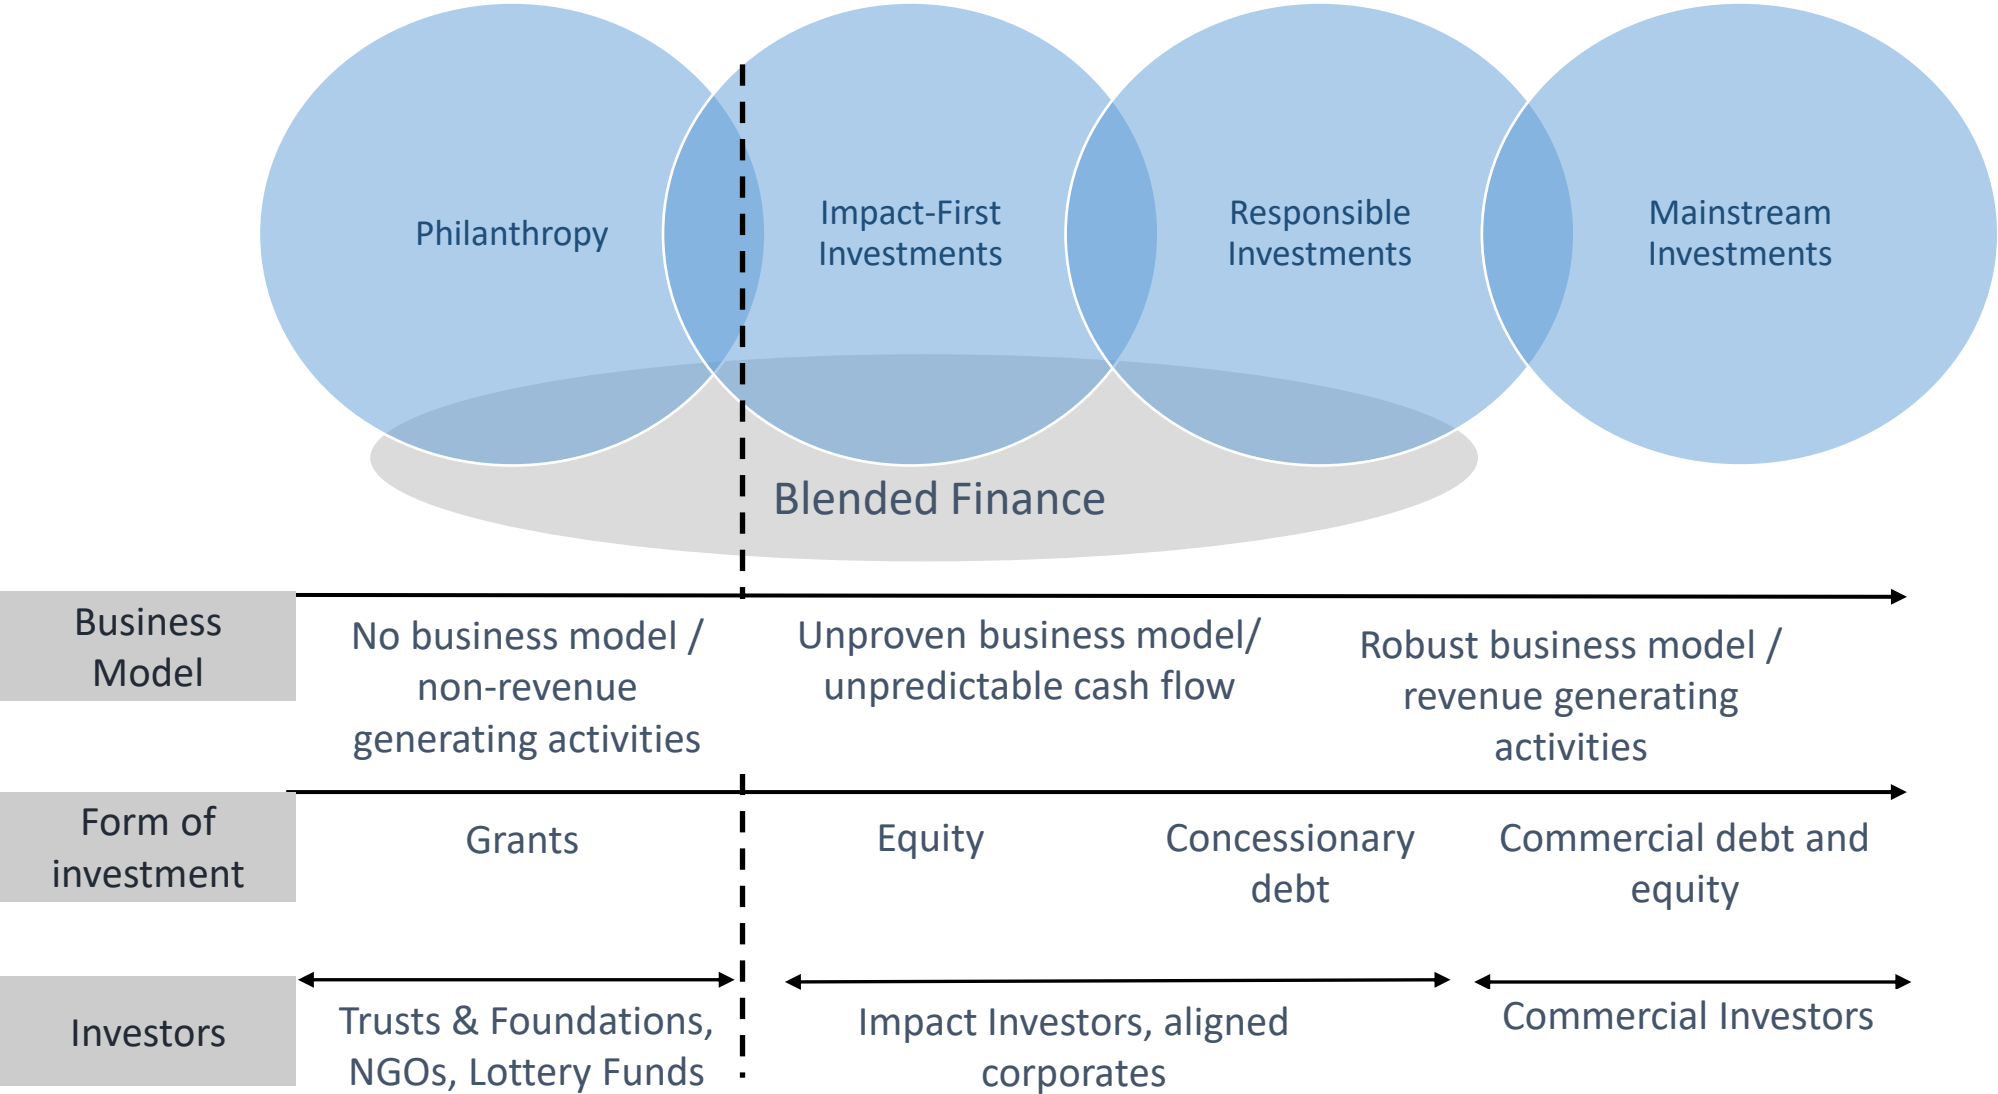 Philanthropy
Impact-First
Investments
Responsible
Investments
Mainstream
Investments
Blended Finance
Business
Model
No business model /
non-revenue
generating activities
Unproven business model/
unpredictable cash flow
Robust business model /
revenue generating
activities
Form of
investment
Grants
Equity
Concessionary
debt
Commercial debt and
equity
Investors
Trusts & Foundations,
NGOs, Lottery Funds
Impact Investors, aligned
corporates
Commercial Investors